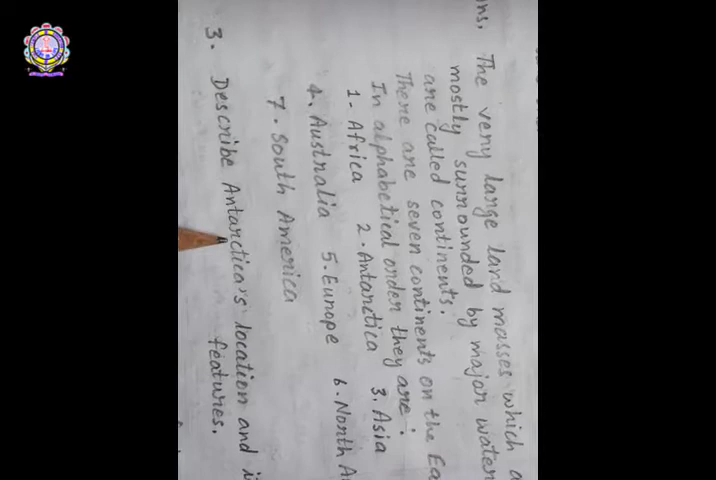 ns. The very large land masses which a
mostly surrounded by major water
are called continents.
There are seven continents on the Ea
In alphabetical order they are:
1. Africa 2. Antarctica 3. Asia
4. Australia 5. Europe 6. North A
7. South America
3. Describe Antarctica's location and i
features.